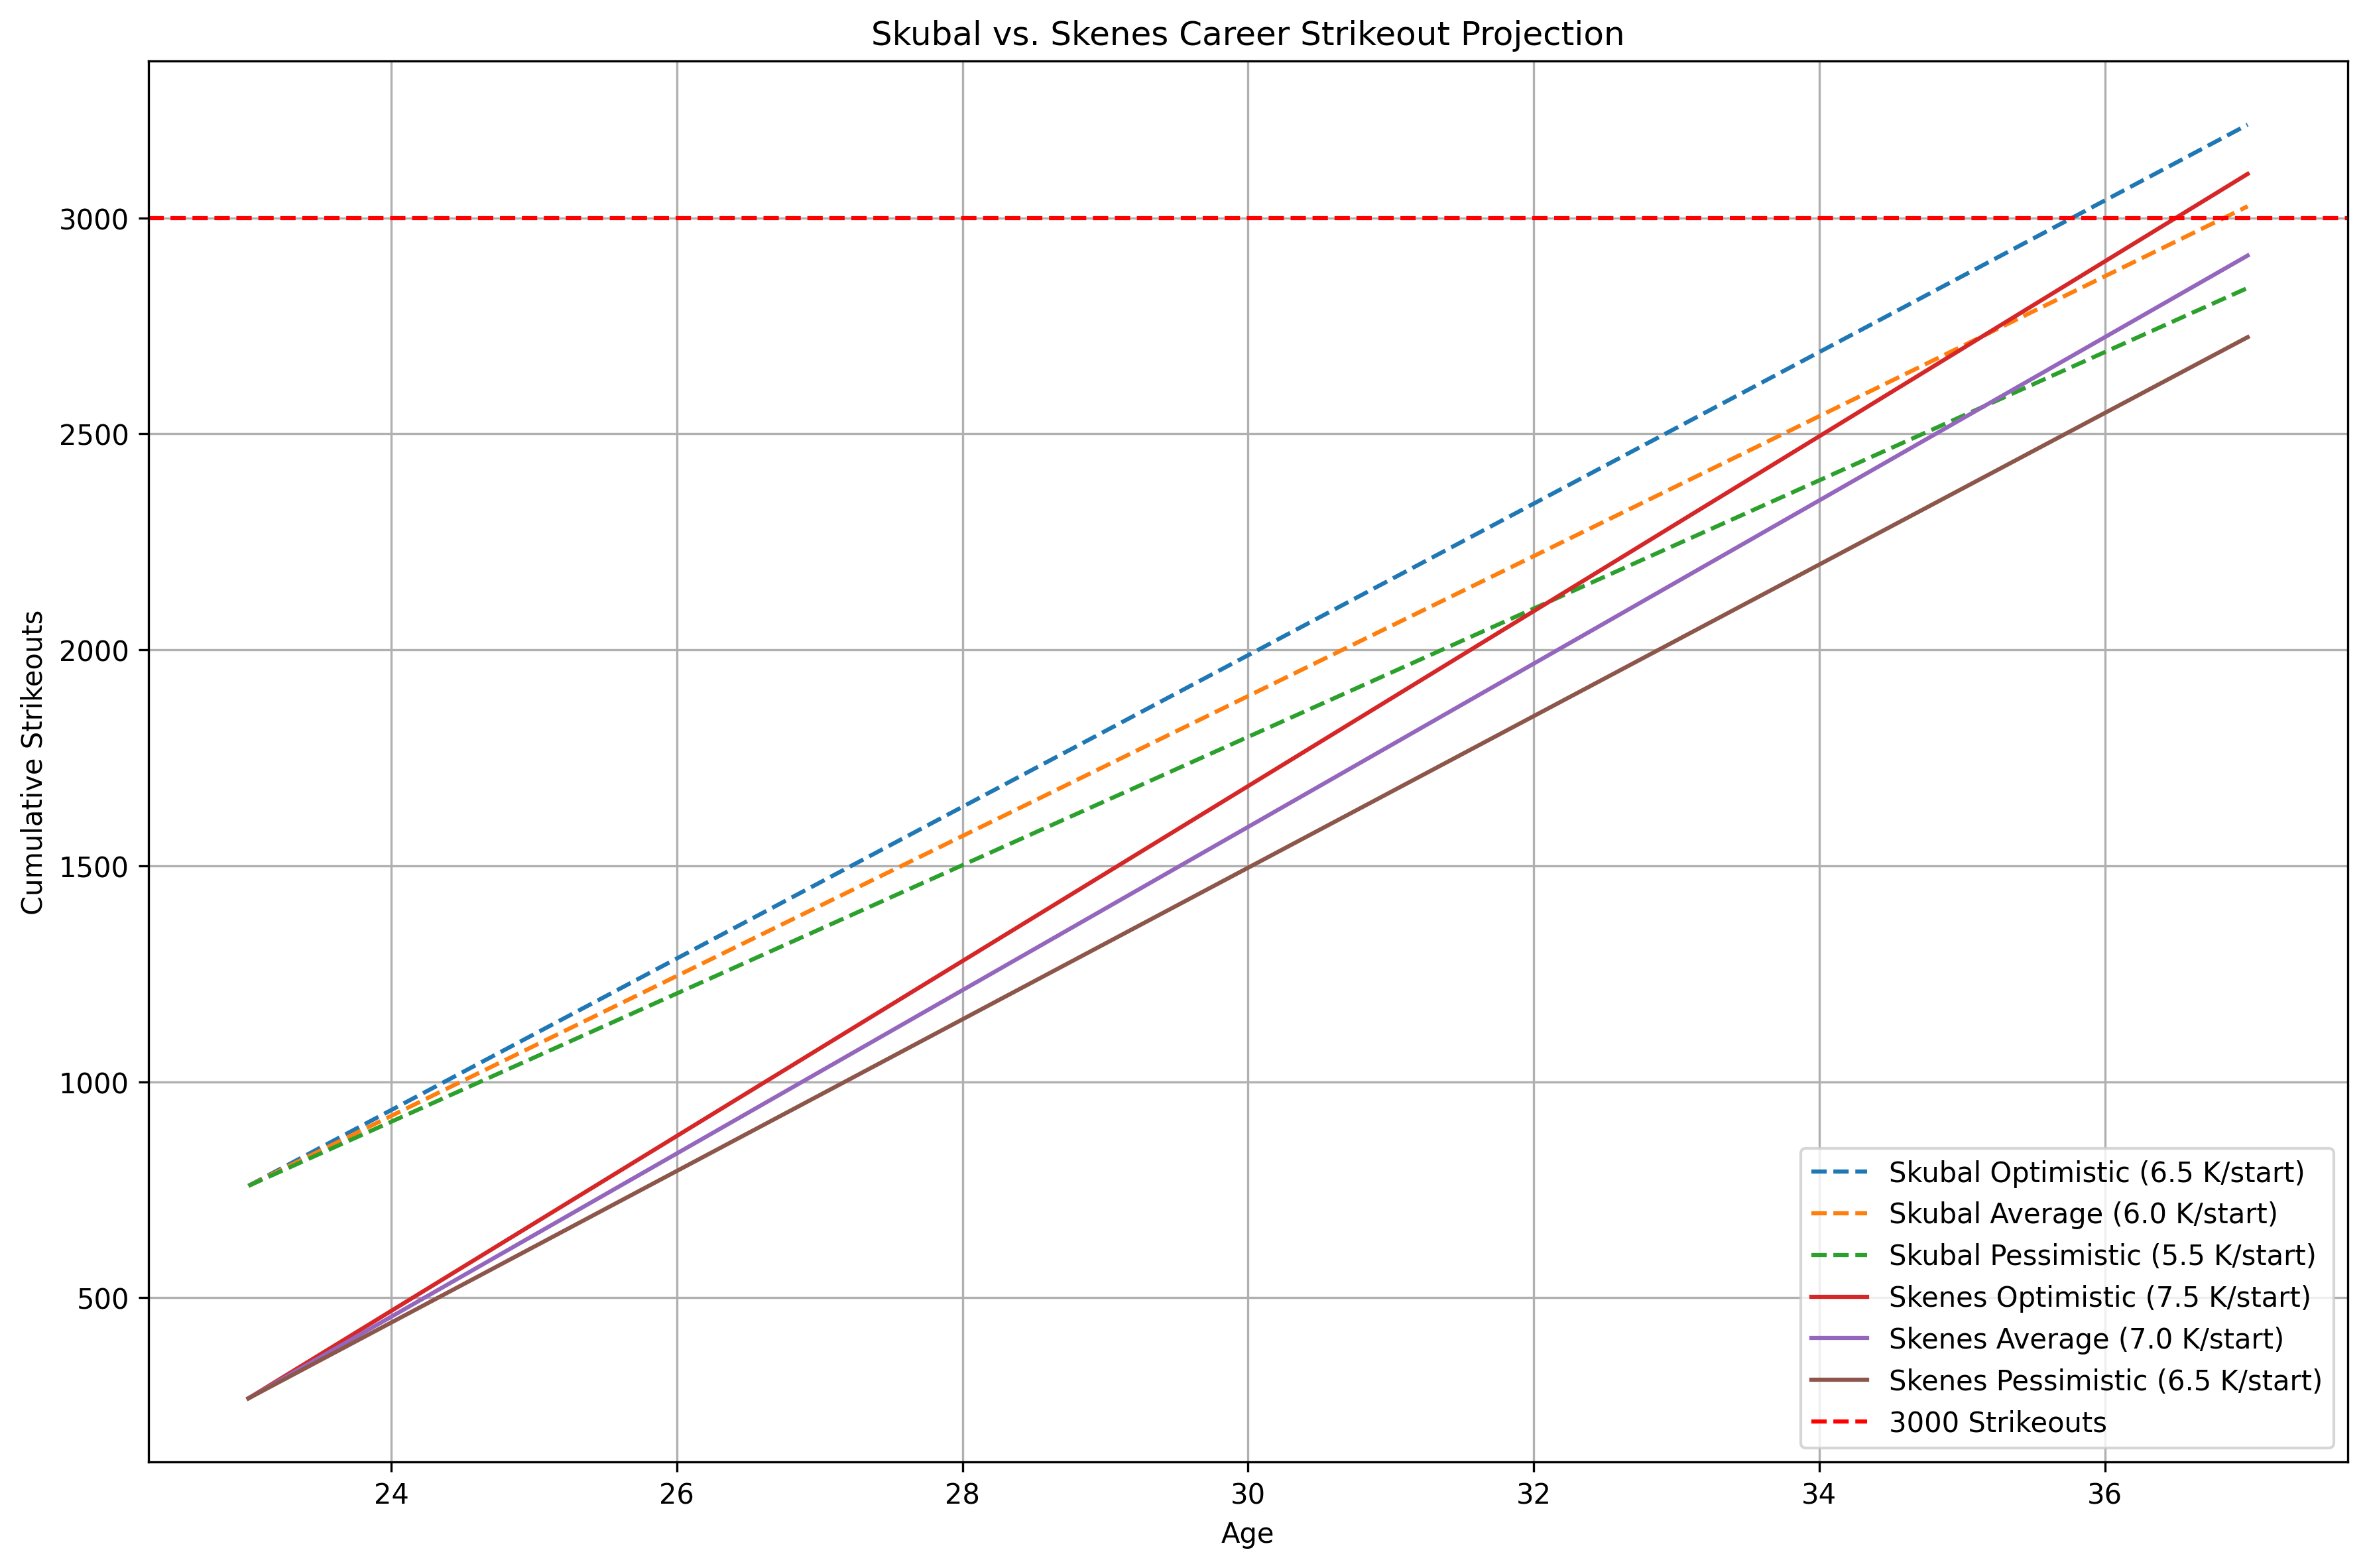 Skubal vs. Skenes Career Strikeout Projection
3000
2500
2000
1500
1000
500
Cumulative Strikeouts
24
26
28
30
32
34
36
Age
Skubal Optimistic (6.5 K/start)
Skubal Average (6.0 K/start)
Skubal Pessimistic (5.5 K/start)
Skenes Optimistic (7.5 K/start)
Skenes Average (7.0 K/start)
Skenes Pessimistic (6.5 K/start)
3000 Strikeouts